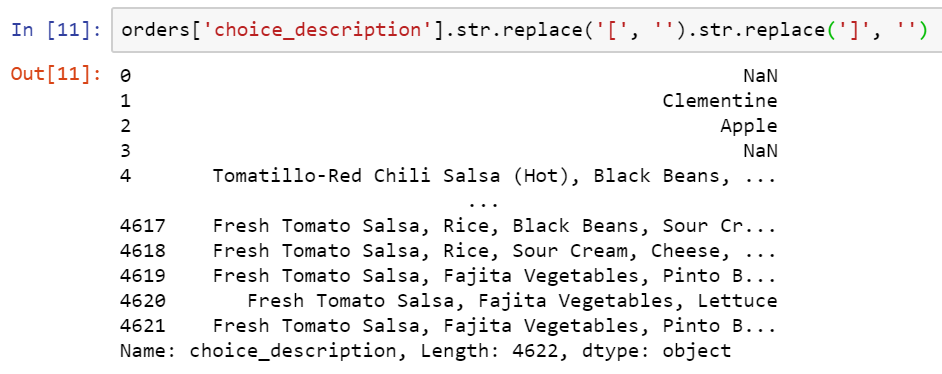 In [11]: orders['choice_description'].str.replace('[', '').str.replace(']', '')
Out[11]: 0 NaN
1 Clementine
2 Apple
3 NaN
4 Tomatillo-Red Chili Salsa (Hot), Black Beans, ...
...
4617 Fresh Tomato Salsa, Rice, Black Beans, Sour Cr...
4618 Fresh Tomato Salsa, Rice, Sour Cream, Cheese, ...
4619 Fresh Tomato Salsa, Fajita Vegetables, Pinto B...
4620 Fresh Tomato Salsa, Fajita Vegetables, Lettuce
4621 Fresh Tomato Salsa, Fajita Vegetables, Pinto B...
Name: choice_description, Length: 4622, dtype: object